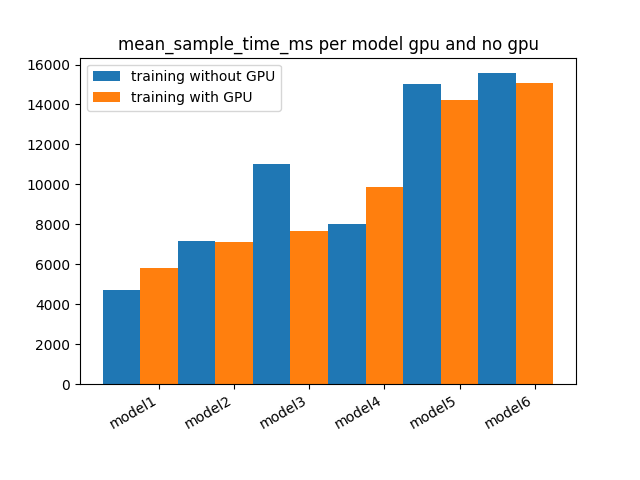 mean_sample_time_ms per model gpu and no gpu
training without GPU
training with GPU
16000
14000
12000
10000
8000
6000
4000
2000
0
model1
model2
model3
model4
model5
model6